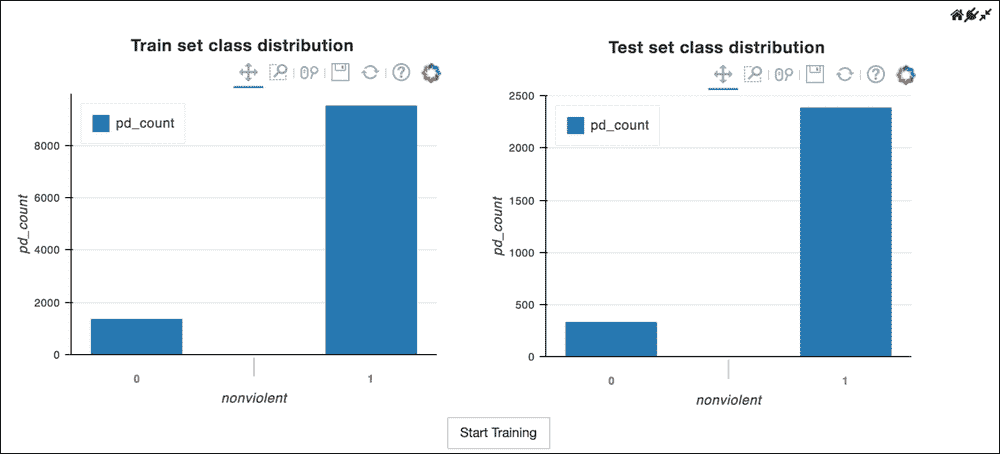 Train set class distribution
pd_count
pd_count
8000
6000
4000
2000
0
0 1
nonviolent
Test set class distribution
pd_count
pd_count
2500
2000
1500
1000
500
0
0 1
nonviolent
Start Training